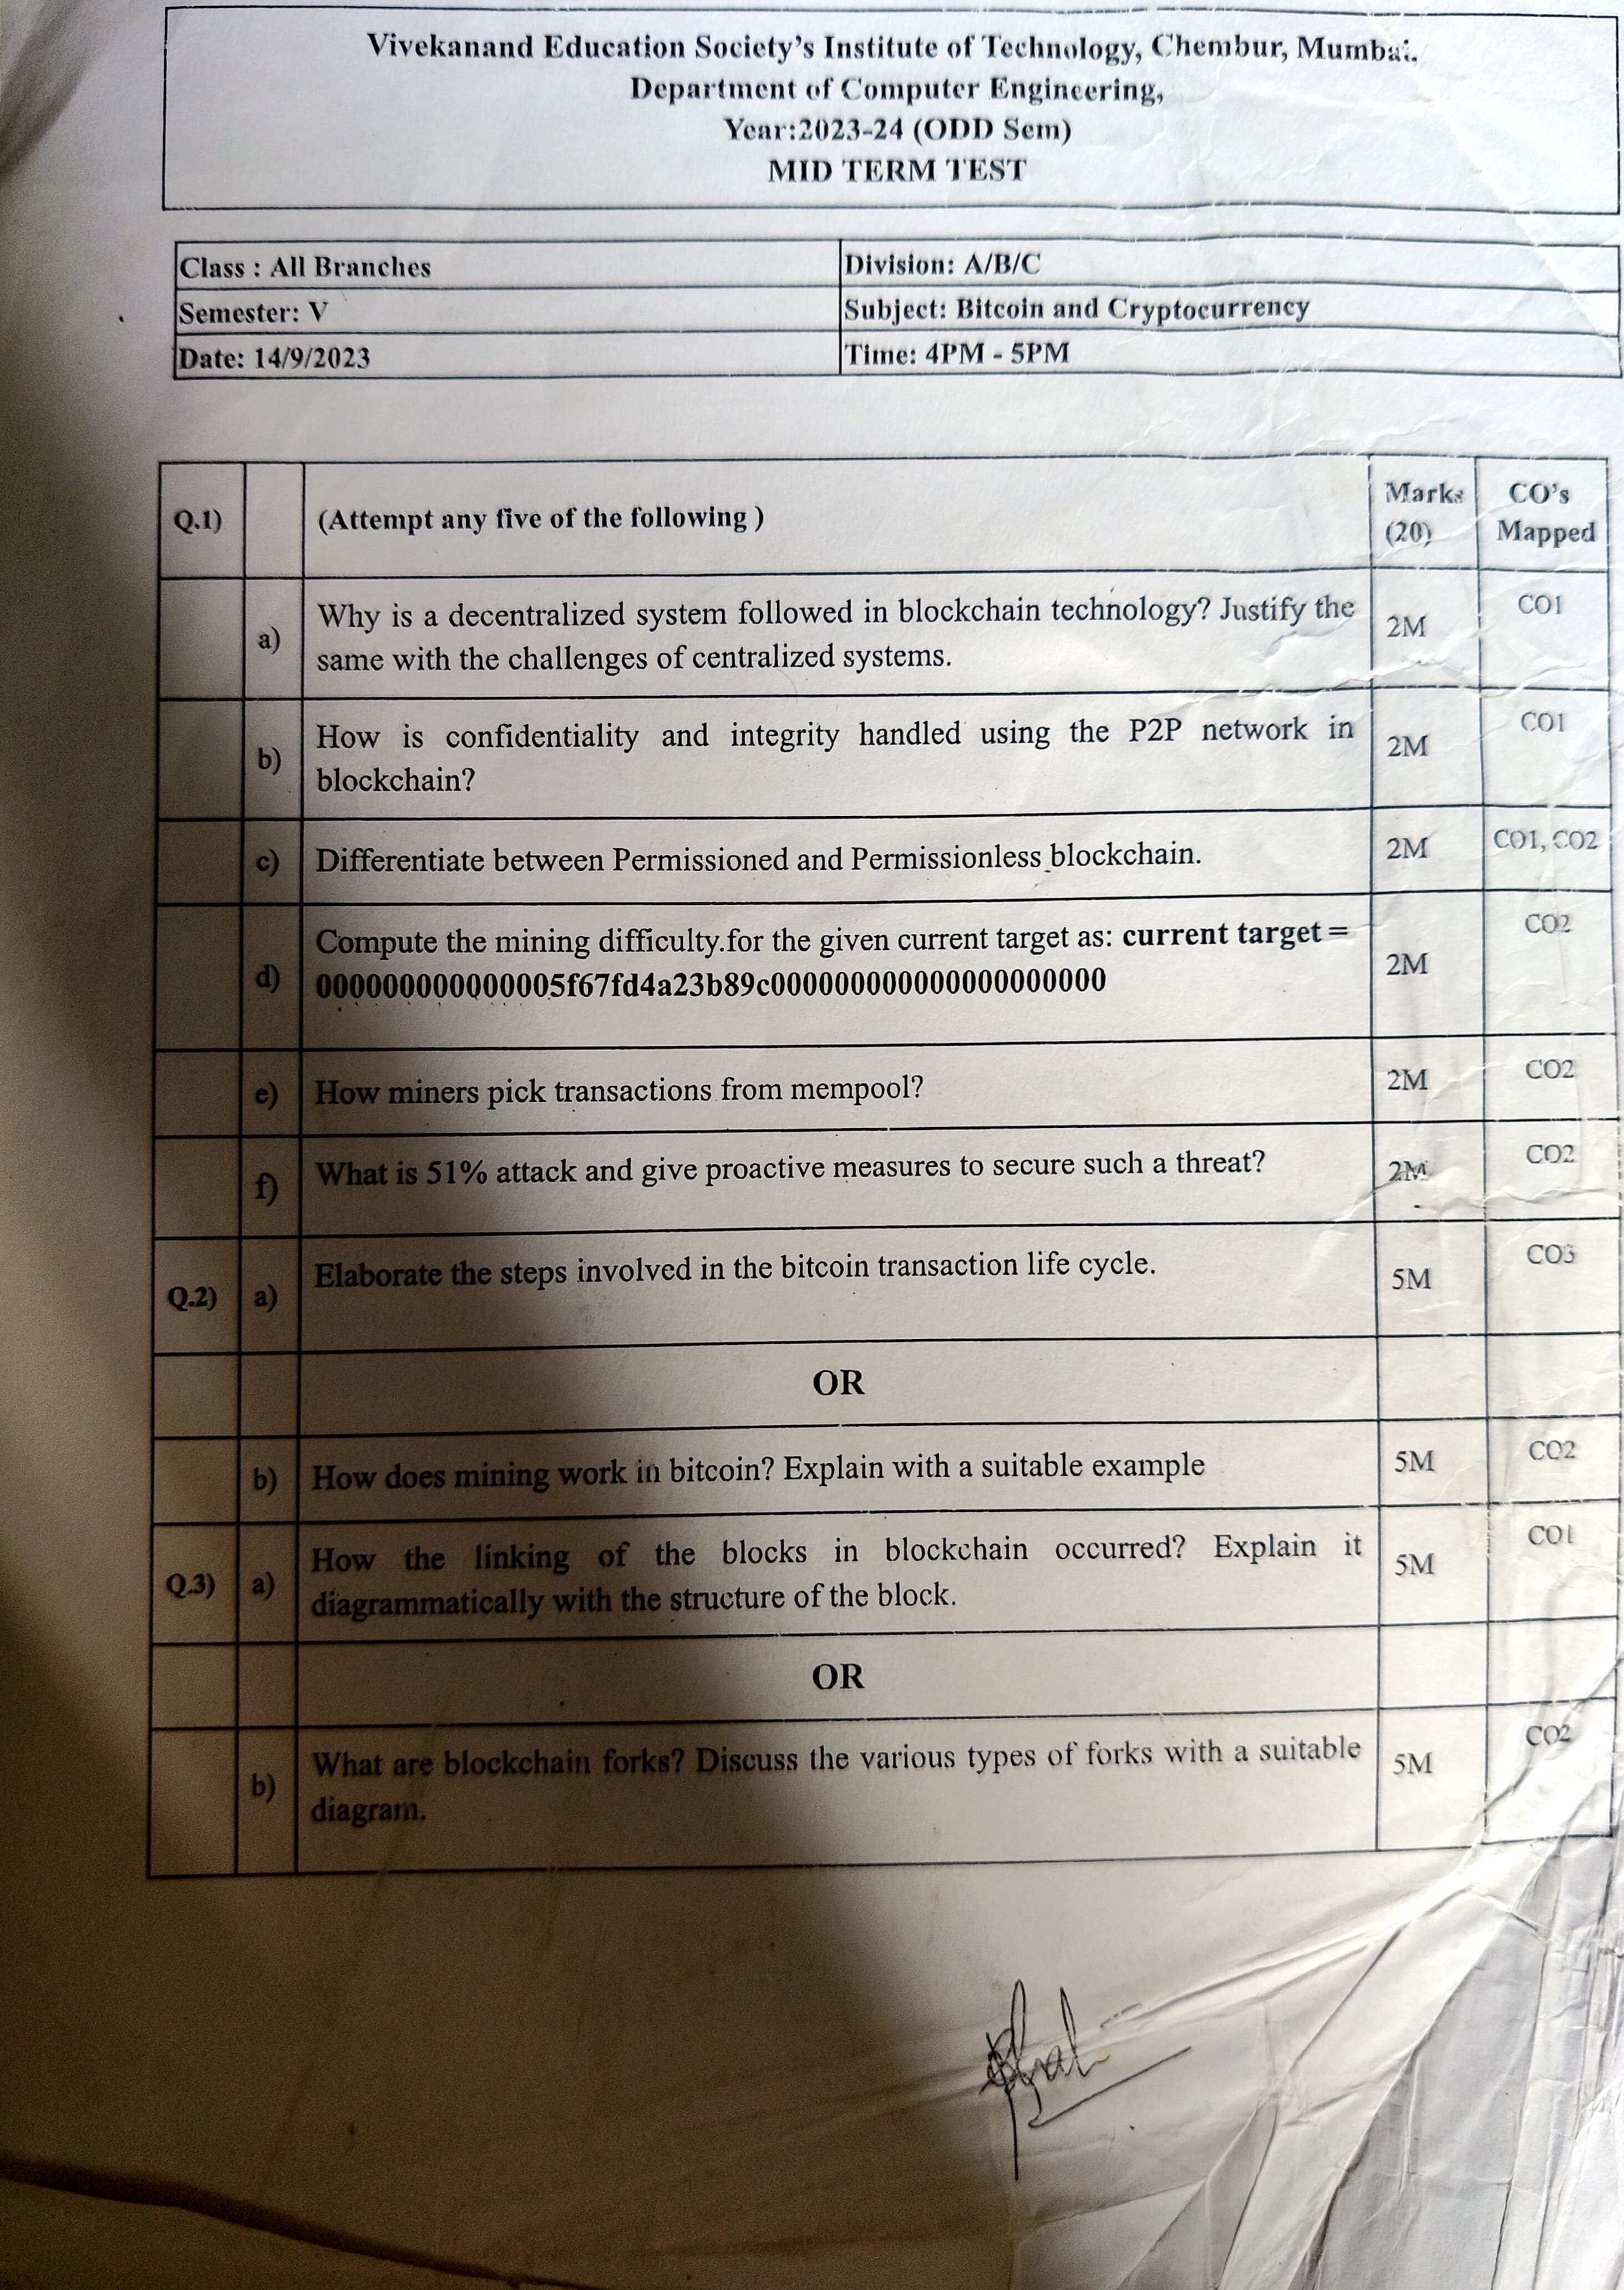 Vivekanand Education Society's Institute of Technology, Chembur, Mumbai.
Department of Computer Engineering,
Year:2023-24 (ODD Sem)
MID TERM TEST
Class : All Branches Division: A/B/C
Semester: V Subject: Bitcoin and Cryptocurrency
Date: 14/9/2023 Time: 4PM - 5PM
Q.1) (Attempt any five of the following ) Marks (20) CO's Mapped
a) Why is a decentralized system followed in blockchain technology? Justify the 2M CO1
same with the challenges of centralized systems.
b) How is confidentiality and integrity handled using the P2P network in 2M CO1
blockchain?
c) Differentiate between Permissioned and Permissionless blockchain. 2M CO1, CO2
d) Compute the mining difficulty.for the given current target as: current target = 2M CO2
0000000000000005f67fd4a23b89c0000000000000000000000
e) How miners pick transactions from mempool? 2M CO2
f) What is 51% attack and give proactive measures to secure such a threat? 2M CO2
Q.2) a) Elaborate the steps involved in the bitcoin transaction life cycle. 5M CO3
OR
b) How does mining work in bitcoin? Explain with a suitable example 5M CO2
Q.3) a) How the linking of the blocks in blockchain occurred? Explain it 5M CO1
diagrammatically with the structure of the block.
OR
b) What are blockchain forks? Discuss the various types of forks with a suitable 5M CO2
diagram.